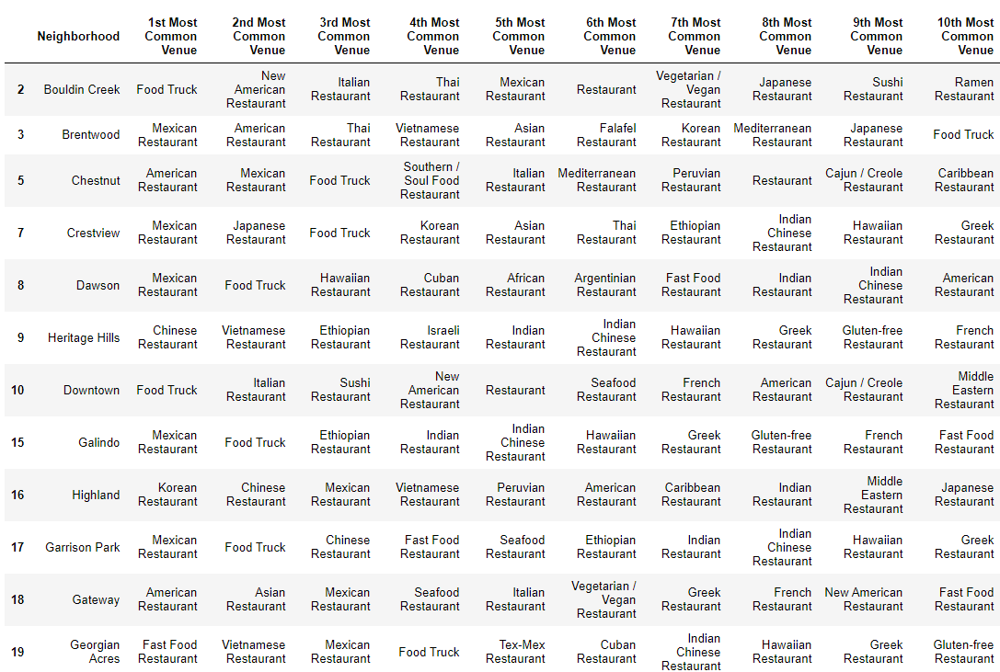 Neighborhood 1st Most Common Venue 2nd Most Common Venue 3rd Most Common Venue 4th Most Common Venue 5th Most Common Venue 6th Most Common Venue 7th Most Common Venue 8th Most Common Venue 9th Most Common Venue 10th Most Common Venue
2 Bouldin Creek Food Truck New American Restaurant Italian Restaurant Thai Restaurant Mexican Restaurant Restaurant Vegetarian / Vegan Restaurant Japanese Restaurant Sushi Restaurant Ramen Restaurant
3 Brentwood Mexican Restaurant American Restaurant Thai Restaurant Vietnamese Restaurant Asian Restaurant Falafel Restaurant Korean Restaurant Mediterranean Restaurant Japanese Restaurant Food Truck
5 Chestnut American Restaurant Mexican Restaurant Food Truck Southern / Soul Food Restaurant Italian Restaurant Mediterranean Restaurant Peruvian Restaurant Restaurant Cajun / Creole Restaurant Caribbean Restaurant
7 Crestview Mexican Restaurant Japanese Restaurant Food Truck Korean Restaurant Asian Restaurant Thai Restaurant Ethiopian Restaurant Indian Chinese Restaurant Hawaiian Restaurant Greek Restaurant
8 Dawson Mexican Restaurant Food Truck Hawaiian Restaurant Cuban Restaurant African Restaurant Argentinian Restaurant Fast Food Restaurant Indian Restaurant Indian Chinese Restaurant American Restaurant
9 Heritage Hills Chinese Restaurant Vietnamese Restaurant Ethiopian Restaurant Israeli Restaurant Indian Restaurant Indian Chinese Restaurant Hawaiian Restaurant Greek Restaurant Gluten-free Restaurant French Restaurant
10 Downtown Food Truck Italian Restaurant Sushi Restaurant New American Restaurant Restaurant Seafood Restaurant French Restaurant American Restaurant Cajun / Creole Restaurant Middle Eastern Restaurant
15 Galindo Mexican Restaurant Food Truck Ethiopian Restaurant Indian Restaurant Indian Chinese Restaurant Hawaiian Restaurant Greek Restaurant Gluten-free Restaurant French Restaurant Fast Food Restaurant
16 Highland Korean Restaurant Chinese Restaurant Mexican Restaurant Vietnamese Restaurant Peruvian Restaurant American Restaurant Caribbean Restaurant Indian Restaurant Middle Eastern Restaurant Japanese Restaurant
17 Garrison Park Mexican Restaurant Food Truck Chinese Restaurant Fast Food Restaurant Seafood Restaurant Ethiopian Restaurant Indian Restaurant Indian Chinese Restaurant Hawaiian Restaurant Greek Restaurant
18 Gateway American Restaurant Asian Restaurant Mexican Restaurant Seafood Restaurant Italian Restaurant Vegetarian / Vegan Restaurant Greek Restaurant French Restaurant New American Restaurant Fast Food Restaurant
19 Georgian Acres Fast Food Restaurant Vietnamese Restaurant Mexican Restaurant Food Truck Tex-Mex Restaurant Cuban Restaurant Indian Chinese Restaurant Hawaiian Restaurant Greek Restaurant Gluten-free Restaurant